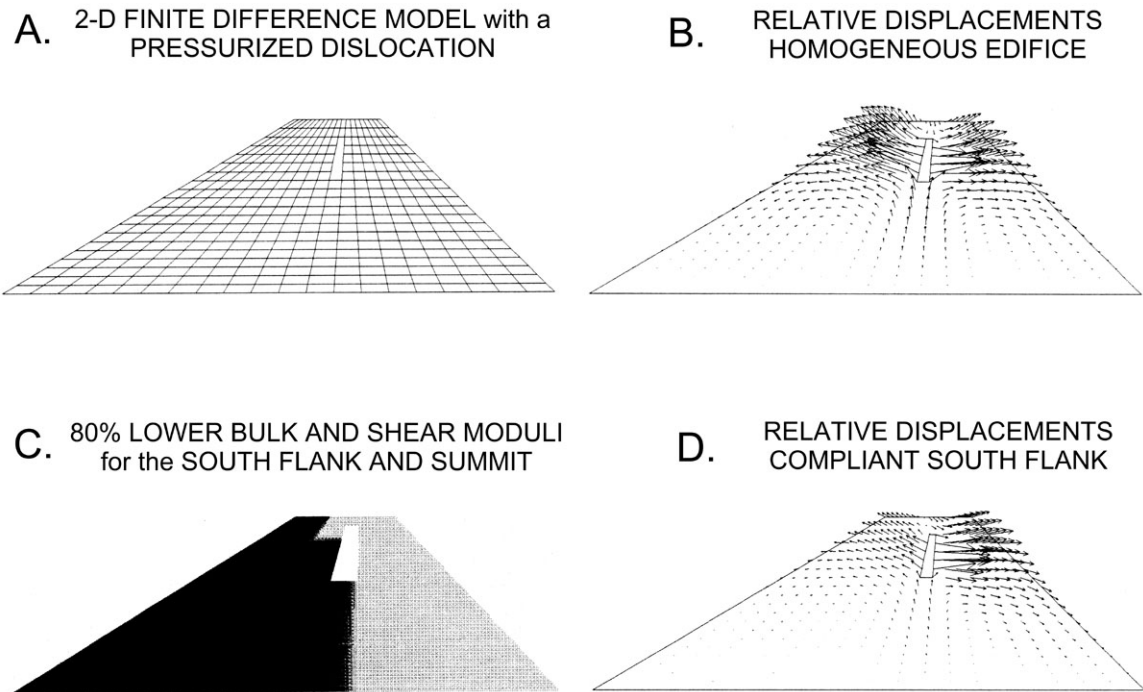 A. 2-D FINITE DIFFERENCE MODEL with a
PRESSURIZED DISLOCATION
B. RELATIVE DISPLACEMENTS
HOMOGENEOUS EDIFICE
C. 80% LOWER BULK AND SHEAR MODULI
for the SOUTH FLANK AND SUMMIT
D. RELATIVE DISPLACEMENTS
COMPLIANT SOUTH FLANK